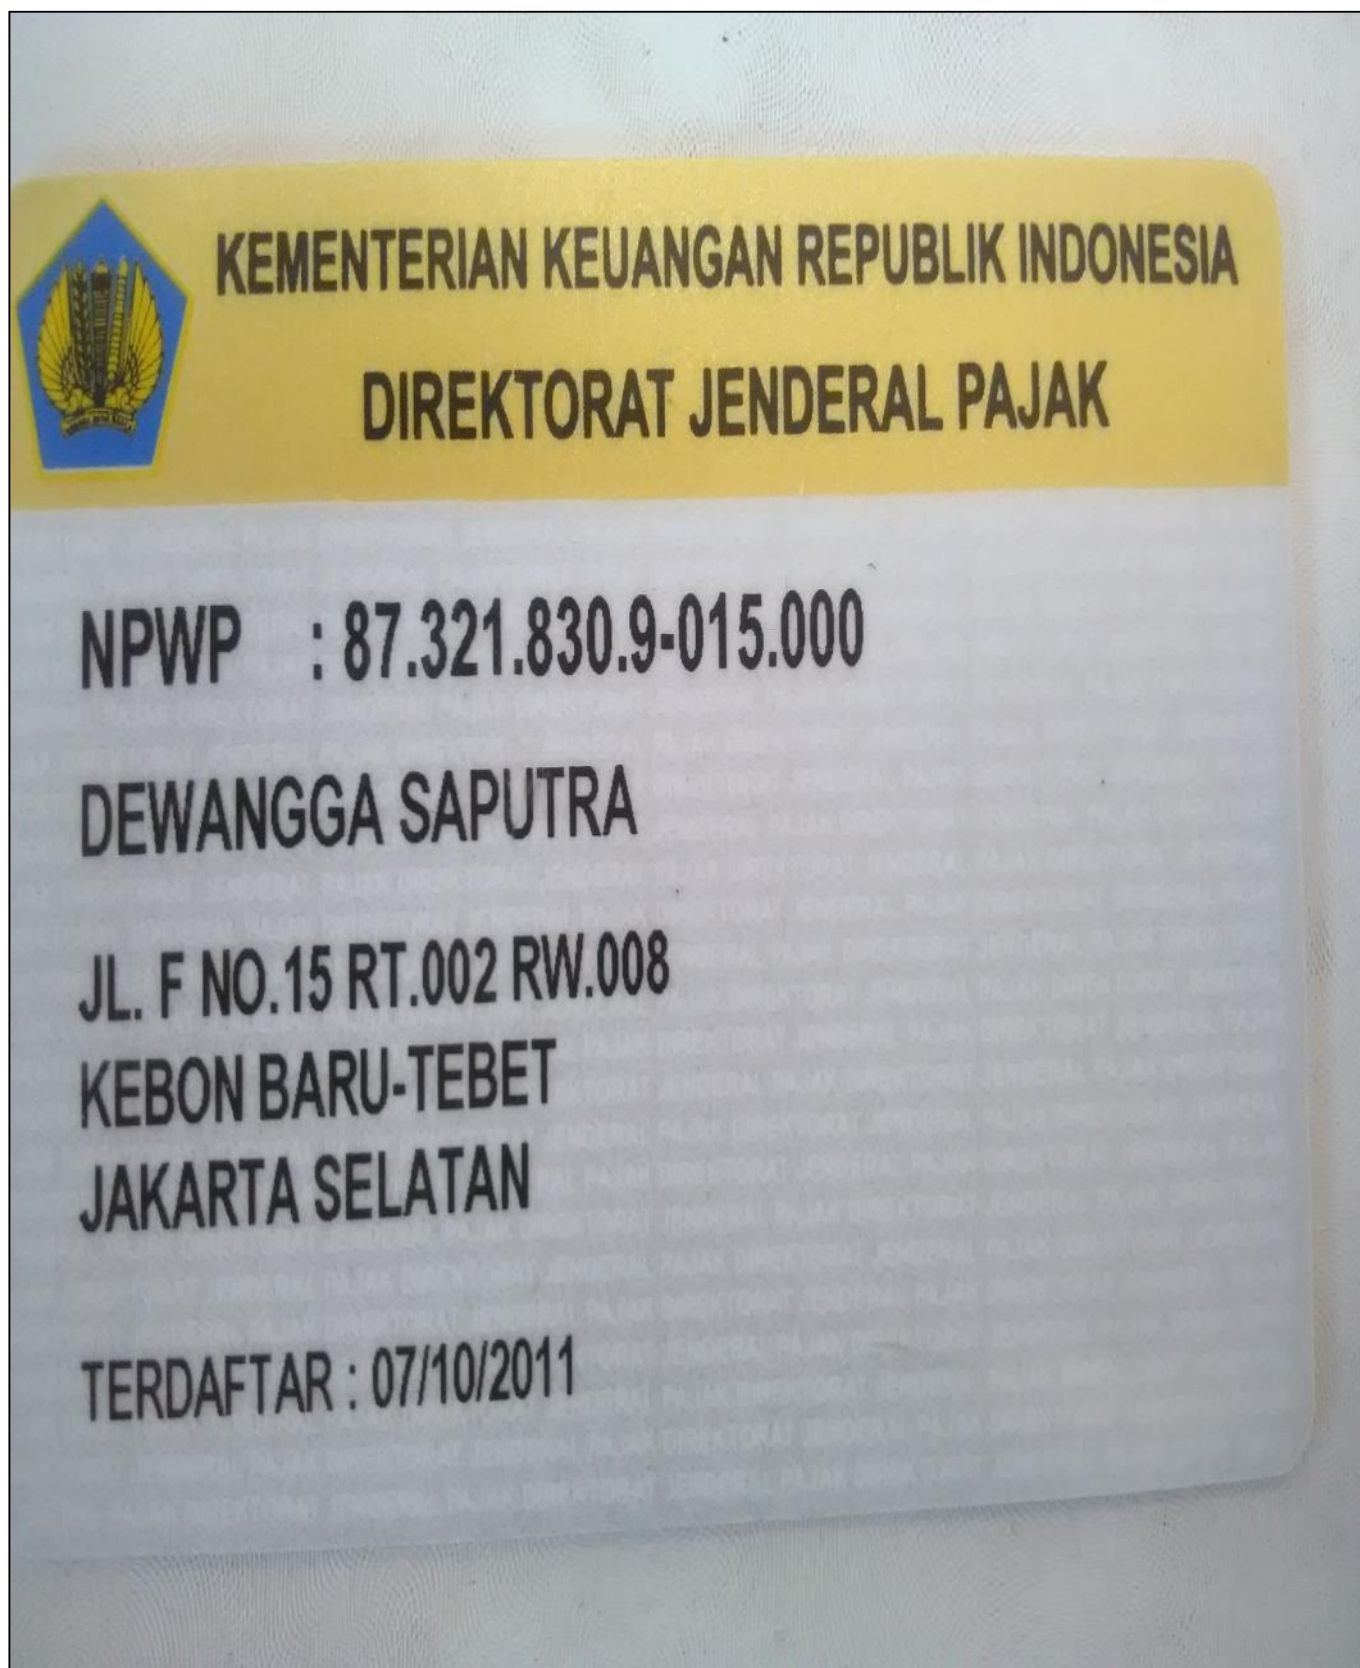 KEMENTERIAN KEUANGAN REPUBLIK INDONESIA
DIREKTORAT JENDERAL PAJAK
NPWP : 87.321.830.9-015.000
DEWANGGA SAPUTRA
JL. F NO.15 RT.002 RW.008
KEBON BARU-TEBET
JAKARTA SELATAN
TERDAFTAR : 07/10/2011